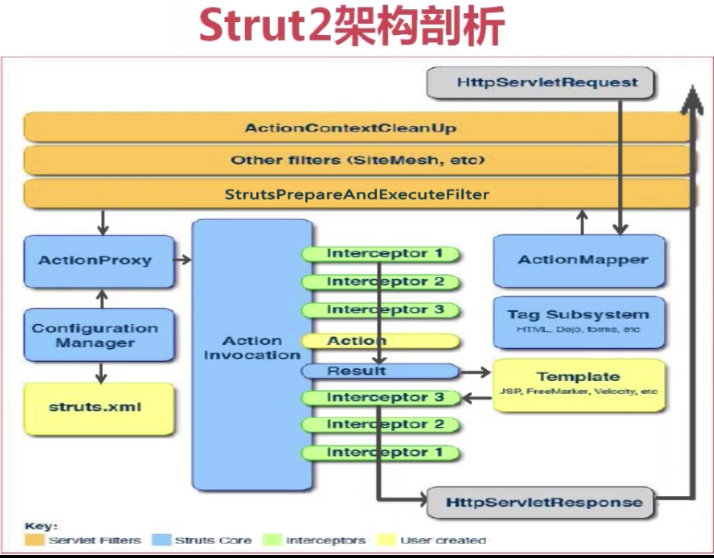 Strut2架构剖析
HttpServletRequest
ActionContextCleanUp
Other filters (SiteMesh, etc)
StrutsPrepareAndExecuteFilter
ActionProxy
Configuration
Manager
struts.xml
Action
Invocation
Interceptor 1
Interceptor 2
Interceptor 3
Action
Result
Interceptor 3
Interceptor 2
Interceptor 1
ActionMapper
Tag Subsystem
HTML, Dojo, forms, etc
Template
JSP, FreeMarker, Velocity, etc
HttpServletResponse
Key:
Servlet Filters
Struts Core
Interceptors
User created